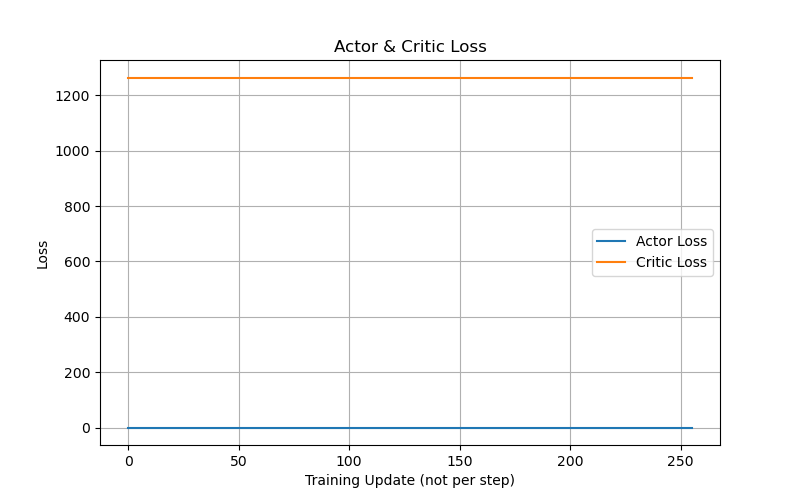 Actor & Critic Loss
1200
1000
800
600
400
200
0
Loss
Actor Loss
Critic Loss
0 50 100 150 200 250
Training Update (not per step)